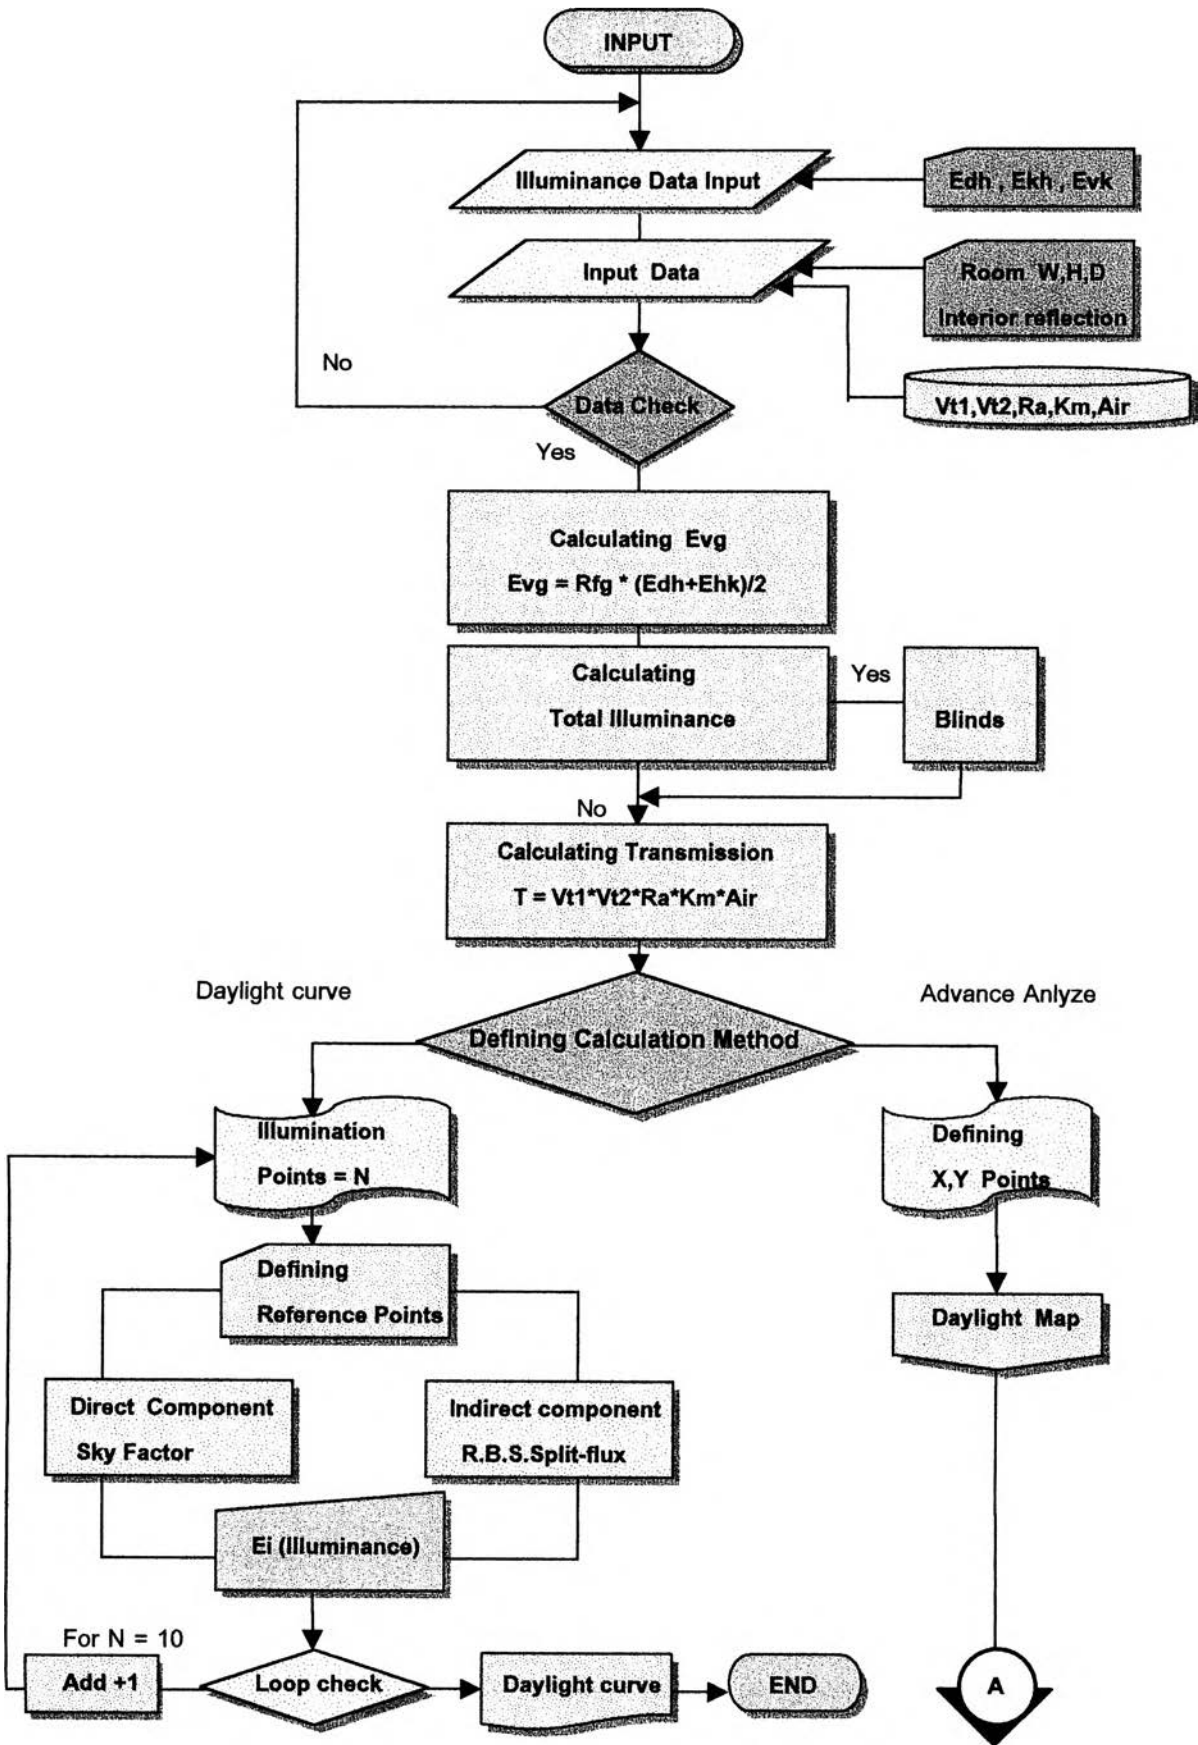 INPUT
Illuminance Data Input
Edh , Ekh , Evk
Input Data
Room W,H,D
Interior reflection
No
Data Check
Vt1,Vt2,Ra,Km,Air
Yes
Calculating Evg
Evg = Rfg * (Edh+Ehk)/2
Calculating
Total Illuminance
Yes
Blinds
No
Calculating Transmission
T = Vt1*Vt2*Ra*Km*Air
Daylight curve
Advance Anlyze
Defining Calculation Method
Illumination
Points = N
Defining
X,Y Points
Defining
Reference Points
Daylight Map
Direct Component
Sky Factor
Indirect component
R.B.S.Split-flux
Ei (Illuminance)
For N = 10
Add +1
Loop check
Daylight curve
END
A